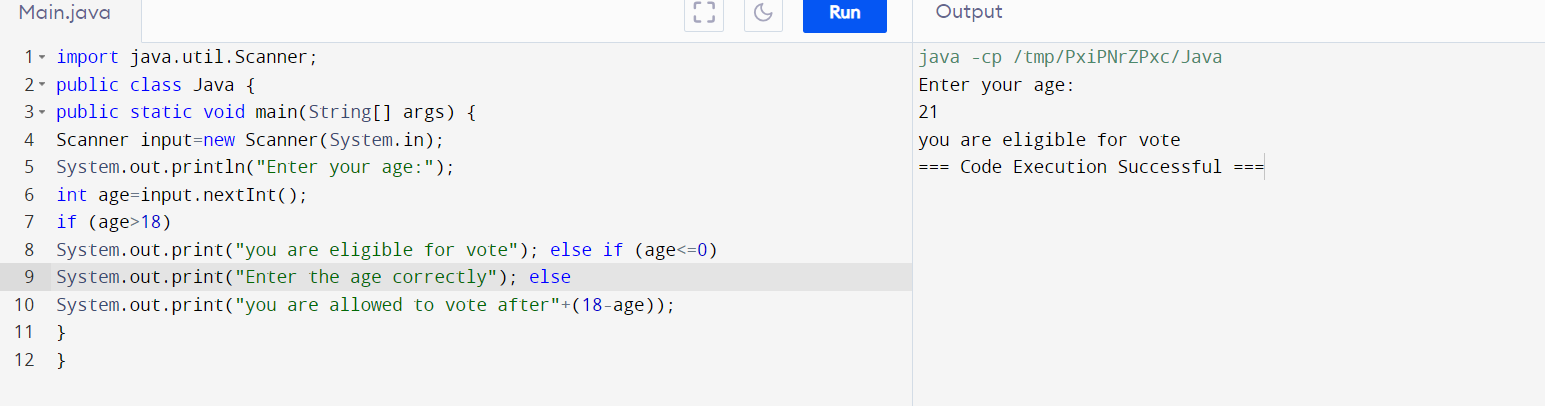 Main.java
Run
Output
1 import java.util.Scanner;
2 public class Java {
3 public static void main(String[] args) {
4 Scanner input=new Scanner(System.in);
5 System.out.println("Enter your age:");
6 int age=input.nextInt();
7 if (age>18)
8 System.out.print("you are eligible for vote"); else if (age<=0)
9 System.out.print("Enter the age correctly"); else
10 System.out.print("you are allowed to vote after"+(18-age));
11 }
12 }
java -cp /tmp/PxiPNrZPxc/Java
Enter your age:
21
you are eligible for vote
=== Code Execution Successful ===